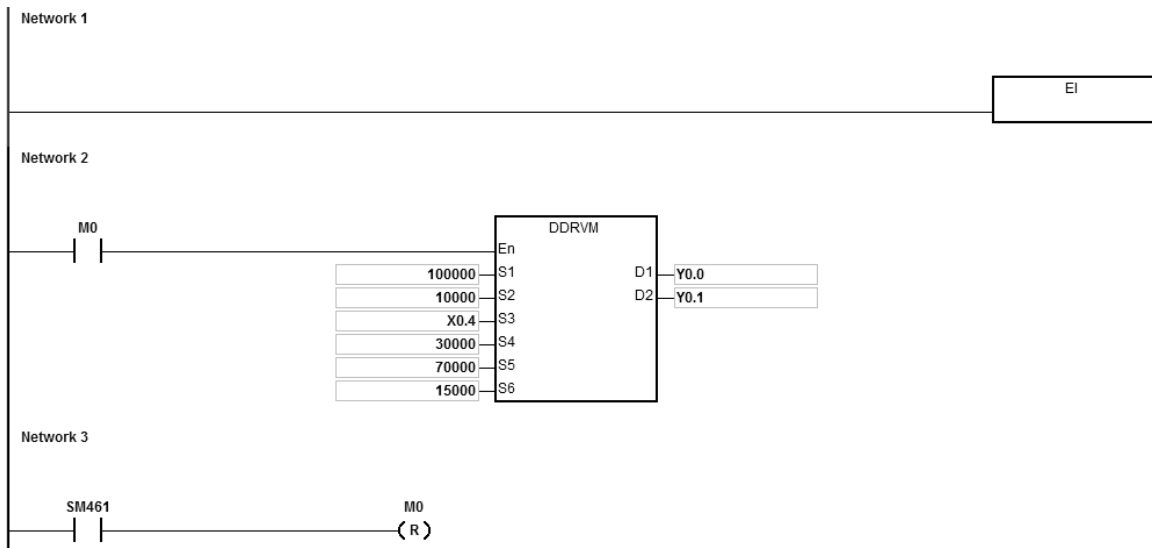 Network 1
EI
Network 2
M0
DDRVM
En
100000 S1 D1 Y0.0
10000 S2 D2 Y0.1
X0.4 S3
30000 S4
70000 S5
15000 S6
Network 3
SM461 M0
R